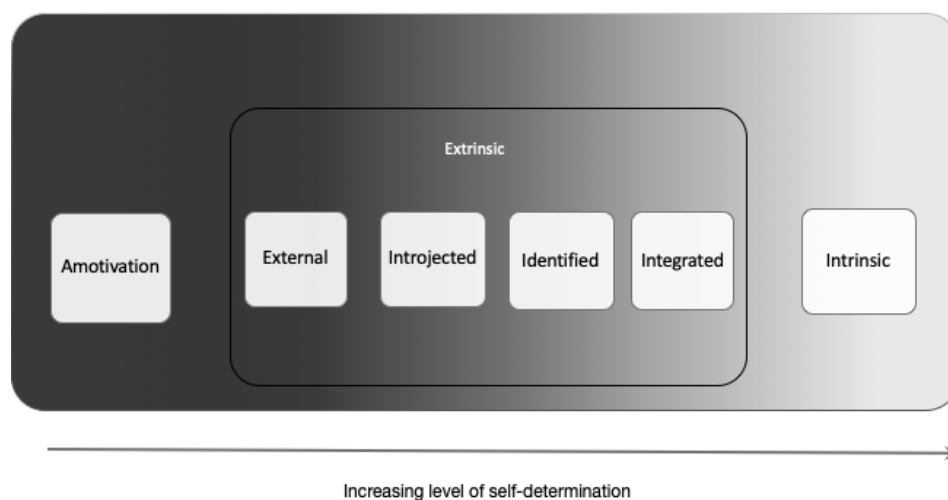 Extrinsic
Amotivation
External
Introjected
Identified
Integrated
Intrinsic
Increasing level of self-determination